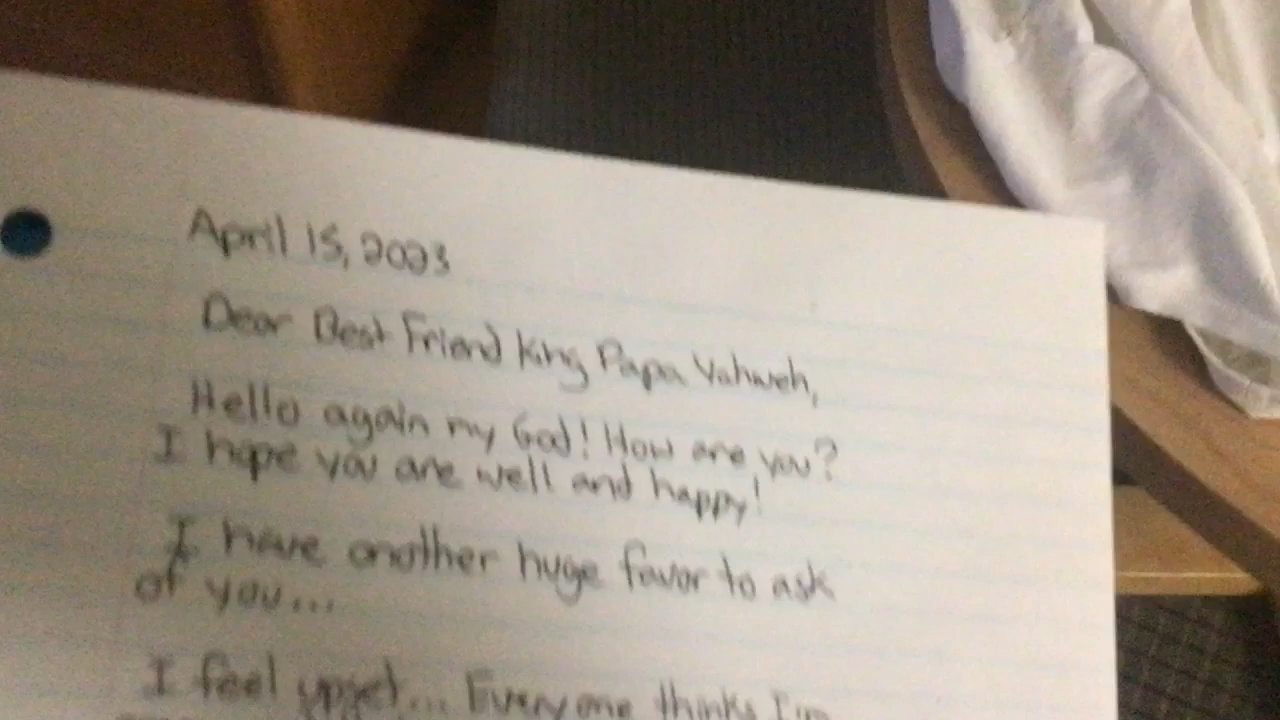 April 15, 2023
Dear Best Friend King Papa Yahweh,
Hello again my God! How are you?
I hope you are well and happy!
I have another huge favor to ask
of you...
I feel upset... Everyone thinks I'm